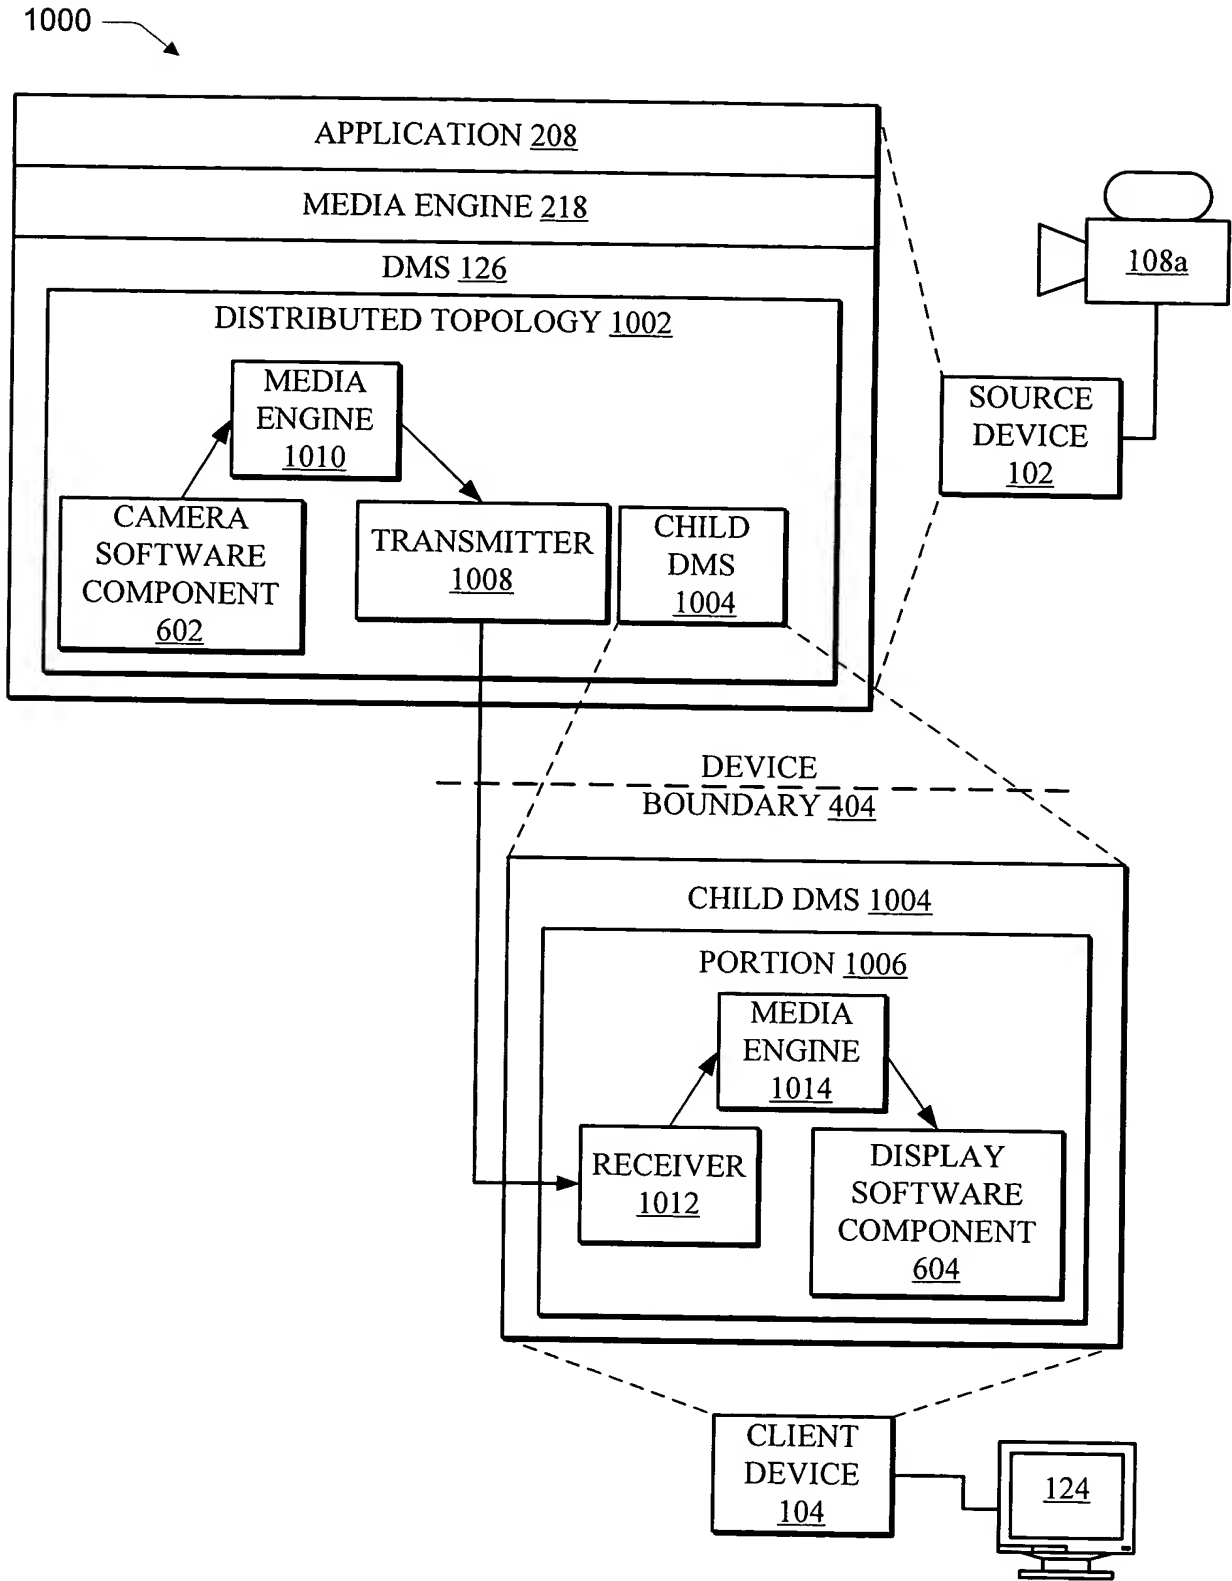 1000
APPLICATION 208
MEDIA ENGINE 218
DMS 126
DISTRIBUTED TOPOLOGY 1002
MEDIA
ENGINE
1010
CAMERA
SOFTWARE
COMPONENT
602
TRANSMITTER
1008
CHILD
DMS
1004
108a
SOURCE
DEVICE
102
DEVICE
BOUNDARY 404
CHILD DMS 1004
PORTION 1006
MEDIA
ENGINE
1014
RECEIVER
1012
DISPLAY
SOFTWARE
COMPONENT
604
CLIENT
DEVICE
104
124